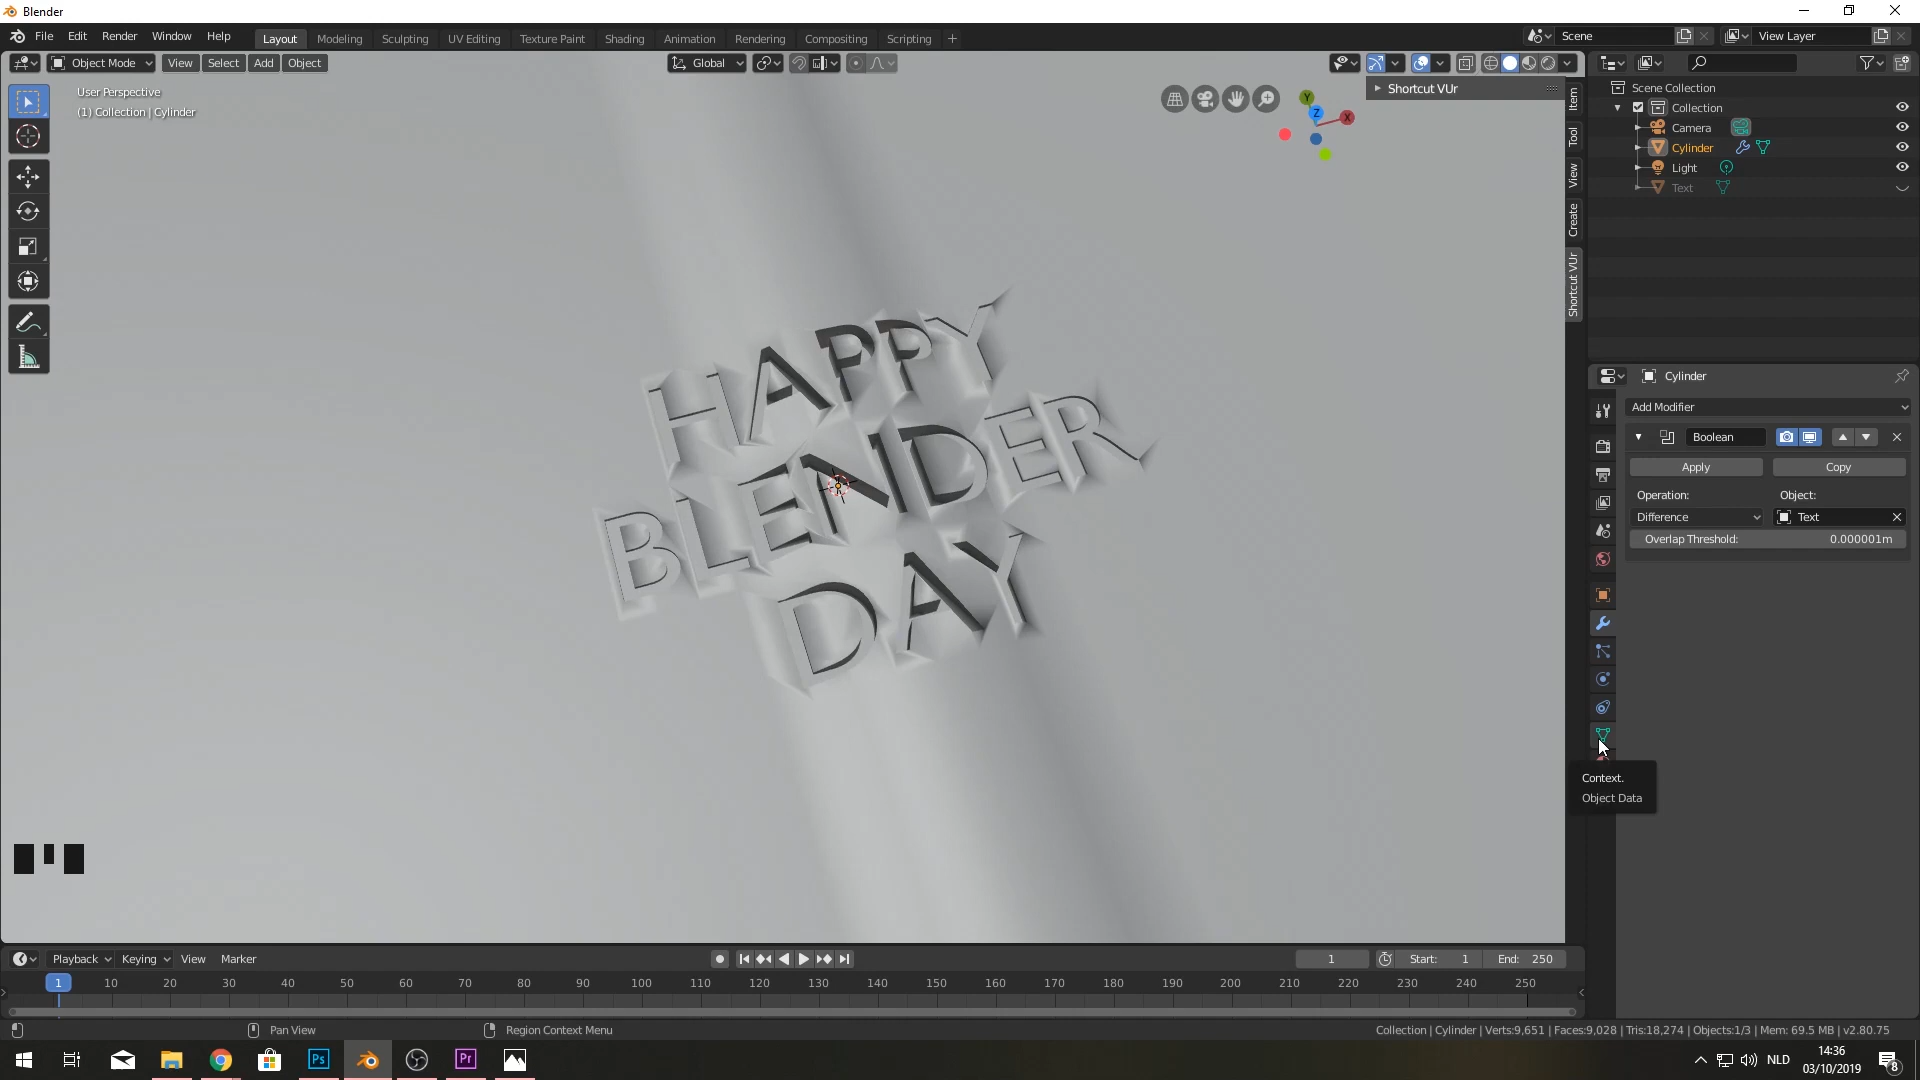 Blender
File Edit Render Window Help
Layout Modeling Sculpting UV Editing Texture Paint Shading Animation Rendering Compositing Scripting +
Scene
View Layer
Object Mode View Select Add Object
Global
User Perspective
(1) Collection | Cylinder
Shortcut VUr
Y
Z
X
Item
Tool
View
Create
Shortcut VUr
Scene Collection
Collection
Camera
Cylinder
Light
Text
HAPPY
BLENDER
DAY
Cylinder
Add Modifier
Boolean
Apply Copy
Operation: Object:
Difference Text
Overlap Threshold: 0.000001m
Context.
Object Data
Playback Keying View Marker
1 Start: 1 End: 250
1 10 20 30 40 50 60 70 80 90 100 110 120 130 140 150 160 170 180 190 200 210 220 230 240 250
Pan View Region Context Menu
Collection | Cylinder | Verts:9,651 | Faces:9,028 | Tris:18,274 | Objects:1/3 | Mem: 69.5 MB | v2.80.75
Ps
Pr
NLD
14:36
03/10/2019
8